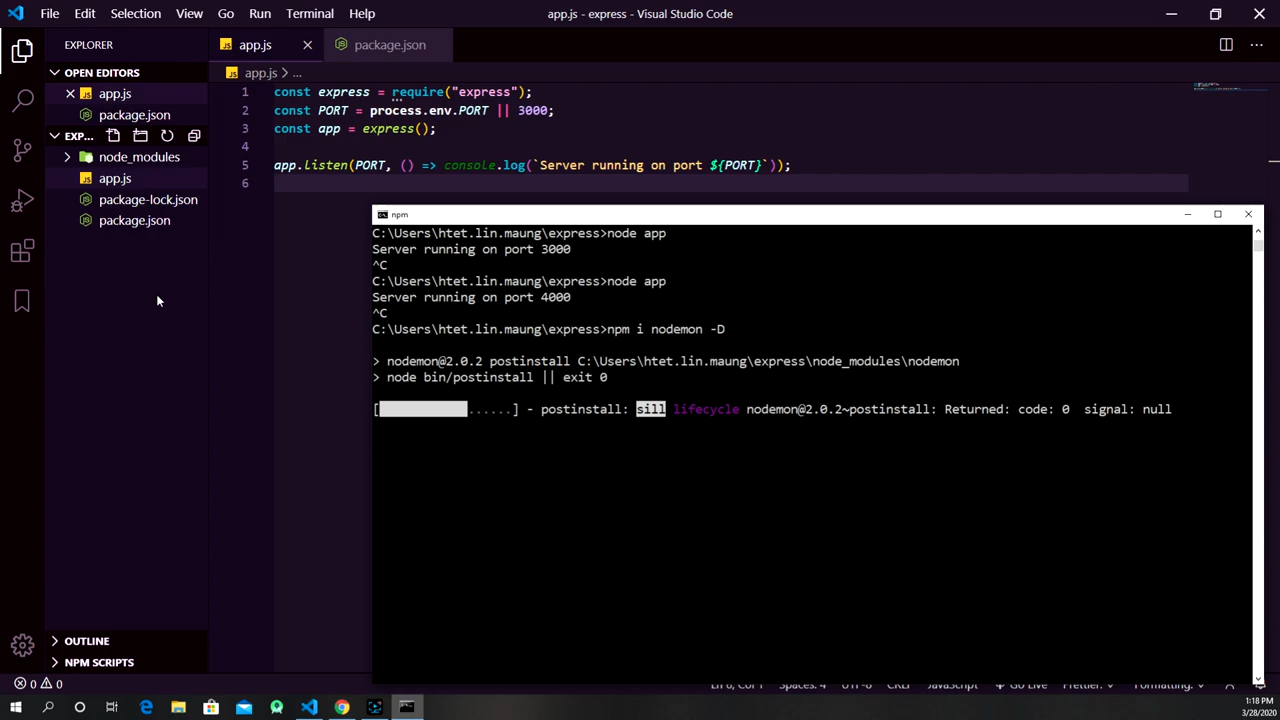 File Edit Selection View Go Run Terminal Help
app.js - express - Visual Studio Code
EXPLORER
app.js
package.json
OPEN EDITORS
app.js
package.json
EXP...
node_modules
app.js
package-lock.json
package.json
OUTLINE
NPM SCRIPTS
app.js > ...
1 const express = require("express");
2 const PORT = process.env.PORT || 3000;
3 const app = express();
4
5 app.listen(PORT, () => console.log(`Server running on port ${PORT}`));
6
npm
C:\Users\htet.lin.maung\express>node app
Server running on port 3000
^C
C:\Users\htet.lin.maung\express>node app
Server running on port 4000
^C
C:\Users\htet.lin.maung\express>npm i nodemon -D
> nodemon@2.0.2 postinstall C:\Users\htet.lin.maung\express\node_modules\nodemon
> node bin/postinstall || exit 0
[ ......] - postinstall: sill lifecycle nodemon@2.0.2~postinstall: Returned: code: 0 signal: null
0 0
1:18 PM
3/28/2020